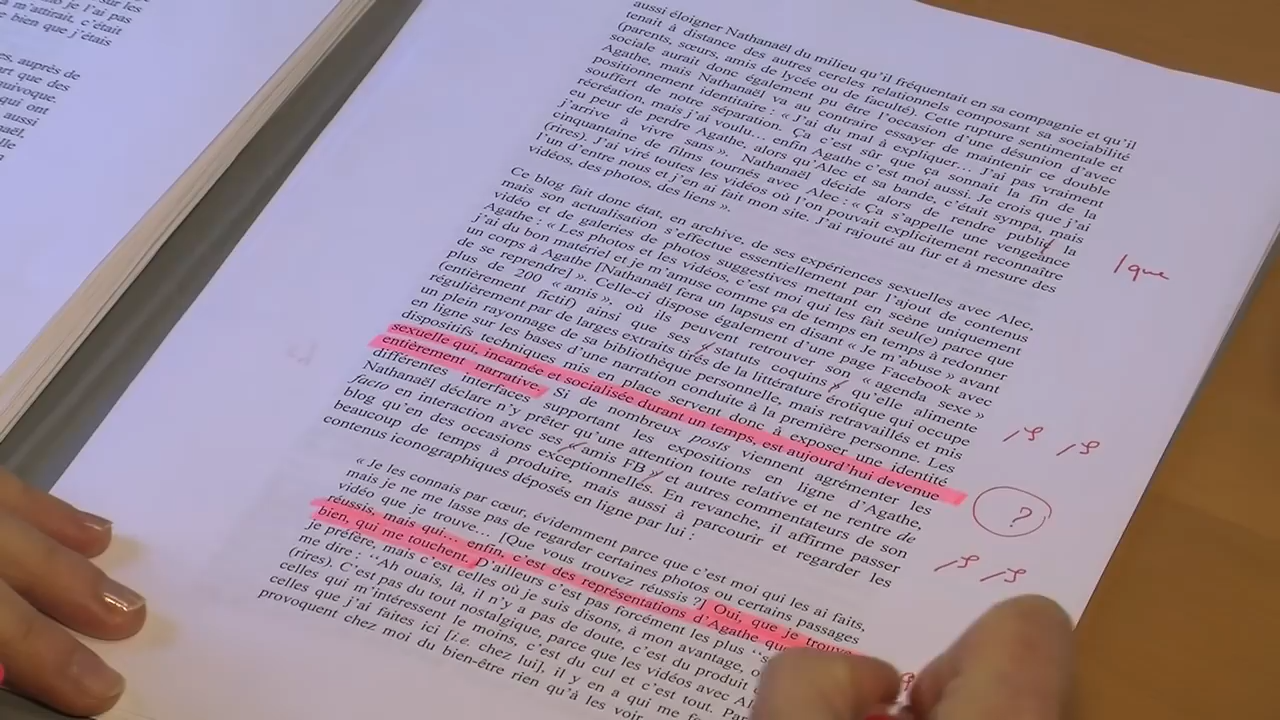 sur les
je l'ai pas
m'attirait, c'était
bien que j'étais
es, auprès de
art que des
quivoque.
qui ont
aussi
naël.
elle
aussi éloigner Nathanaël du milieu qu'il fréquentait en sa compagnie et qu'il
tenait à distance des autres cercles relationnels composant sa sociabilité
(parents, sœurs, amis de lycée ou de faculté). Cette rupture sentimentale et
sociale aurait donc également pu être l'occasion d'une désunion d'avec
Agathe, mais Nathanaël va au contraire essayer de maintenir ce double
positionnement identitaire : « J'ai du mal à expliquer... J'ai pas vraiment
souffert de notre séparation. Ça c'est sûr que ça sonnait la fin de la
récréation, mais j'ai voulu... enfin Agathe c'est moi aussi. Je crois que j'ai
eu peur de perdre Agathe, alors qu'Alec et sa bande, c'était sympa, mais
j'arrive à vivre sans ». Nathanaël décide alors de rendre public la
cinquantaine de films tournés avec Alec : « Ça s'appelle une vengeance
(rires). J'ai viré toutes les vidéos où l'on pouvait explicitement reconnaître
l'un d'entre nous et j'en ai fait mon site. J'ai rajouté au fur et à mesure des
vidéos, des photos, des liens ».
que
Ce blog fait donc état, en archive, de ses expériences sexuelles avec Alec,
mais son actualisation s'effectue essentiellement par l'ajout de contenus
vidéo et de galeries de photos suggestives mettant en scène uniquement
Agathe : « Les photos et les vidéos, c'est moi qui les fait seul(e) parce que
j'ai du bon matériel et je m'amuse comme ça de temps en temps à redonner
un corps à Agathe [Nathanaël fera un lapsus en disant « Je m'abuse » avant
de se reprendre] ». Celle-ci dispose également d'une page Facebook avec
plus de 200 « amis », où ils peuvent retrouver son « agenda sexe »
(entièrement fictif) ainsi que ses statuts coquins qu'elle alimente
régulièrement par de larges extraits tirés de la littérature érotique qui occupe
un plein rayonnage de sa bibliothèque personnelle, mais retravaillés et mis
en ligne sur les bases d'une narration conduite à la première personne. Les
dispositifs techniques mis en place servent donc à exposer une identité
sexuelle qui, incarnée et socialisée durant un temps, est aujourd'hui devenue
entièrement narrative. Si de nombreux posts viennent agrémenter les
différentes interfaces supportant les expositions en ligne d'Agathe,
Nathanaël déclare n'y prêter qu'une attention toute relative et ne rentre de
facto en interaction avec ses amis FB et autres commentateurs de son
blog qu'en des occasions exceptionnelles. En revanche, il affirme passer
beaucoup de temps à produire, mais aussi à parcourir et regarder les
contenus iconographiques déposés en ligne par lui :
?
« Je les connais par cœur, évidemment parce que c'est moi qui les ai faits,
mais je ne me lasse pas de regarder certaines photos ou certains passages
vidéo que je trouve... [Que vous trouvez réussis ?] Oui, que je trouve
réussis, mais qui... enfin, c'est des représentations d'Agathe
bien, qui me touchent. D'ailleurs c'est pas forcément les plus
je préfère, mais c'est celles où je suis disons, à mon avantage,
me dire : "Ah ouais, là, il n'y a pas de doute, c'est du produit
(rires). C'est pas du tout nostalgique, parce que les vidéos avec
celles qui m'intéressent le moins, c'est du cul et c'est tout.
celles que j'ai faites ici [i.e. chez lui], il y en a qui me
provoquent chez moi du bien-être rien qu'à les voir